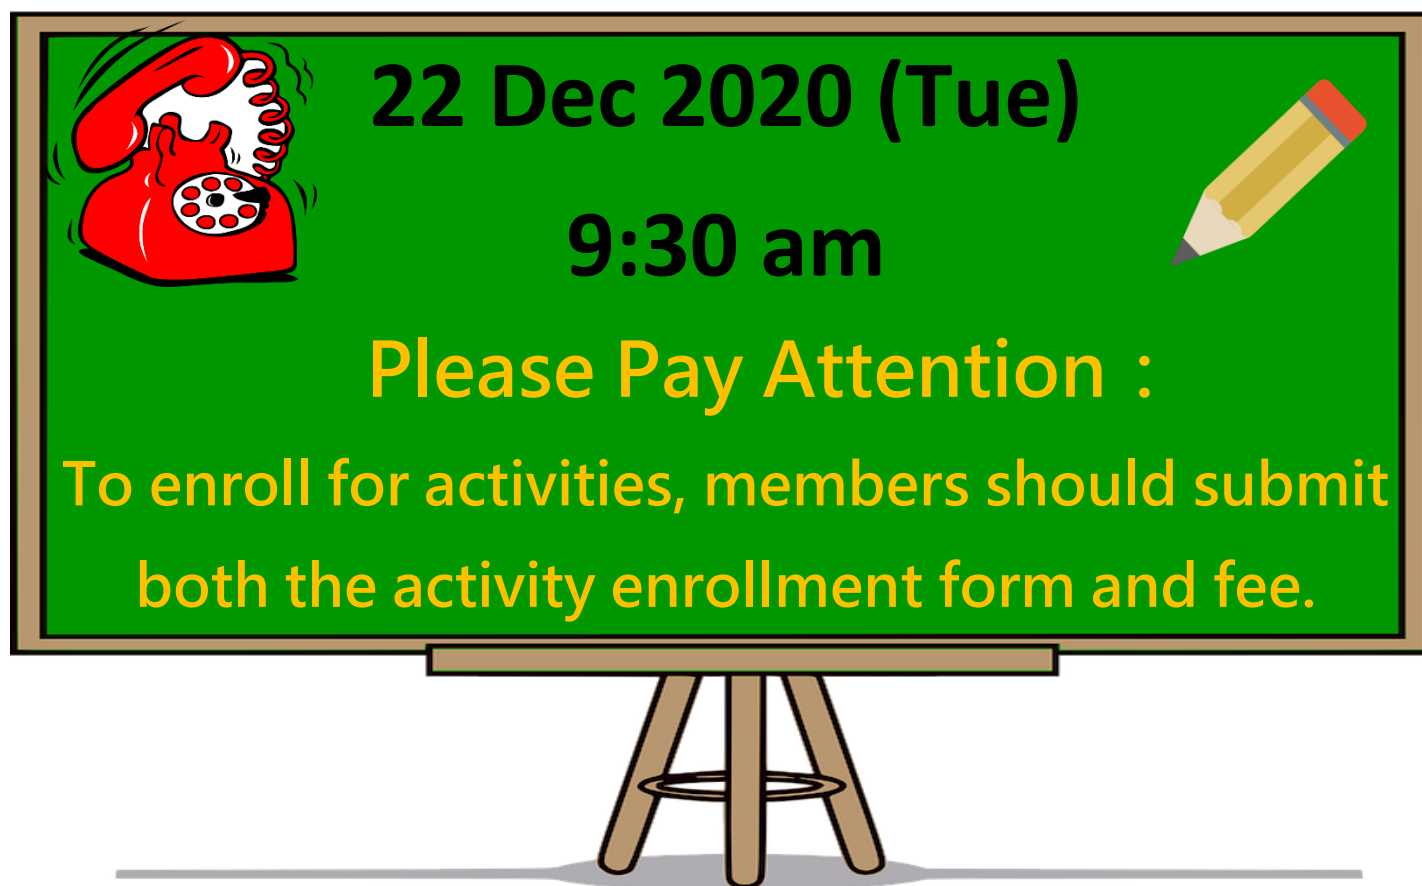 22 Dec 2020 (Tue)
9:30 am
Please Pay Attention：
To enroll for activities, members should submit
both the activity enrollment form and fee.